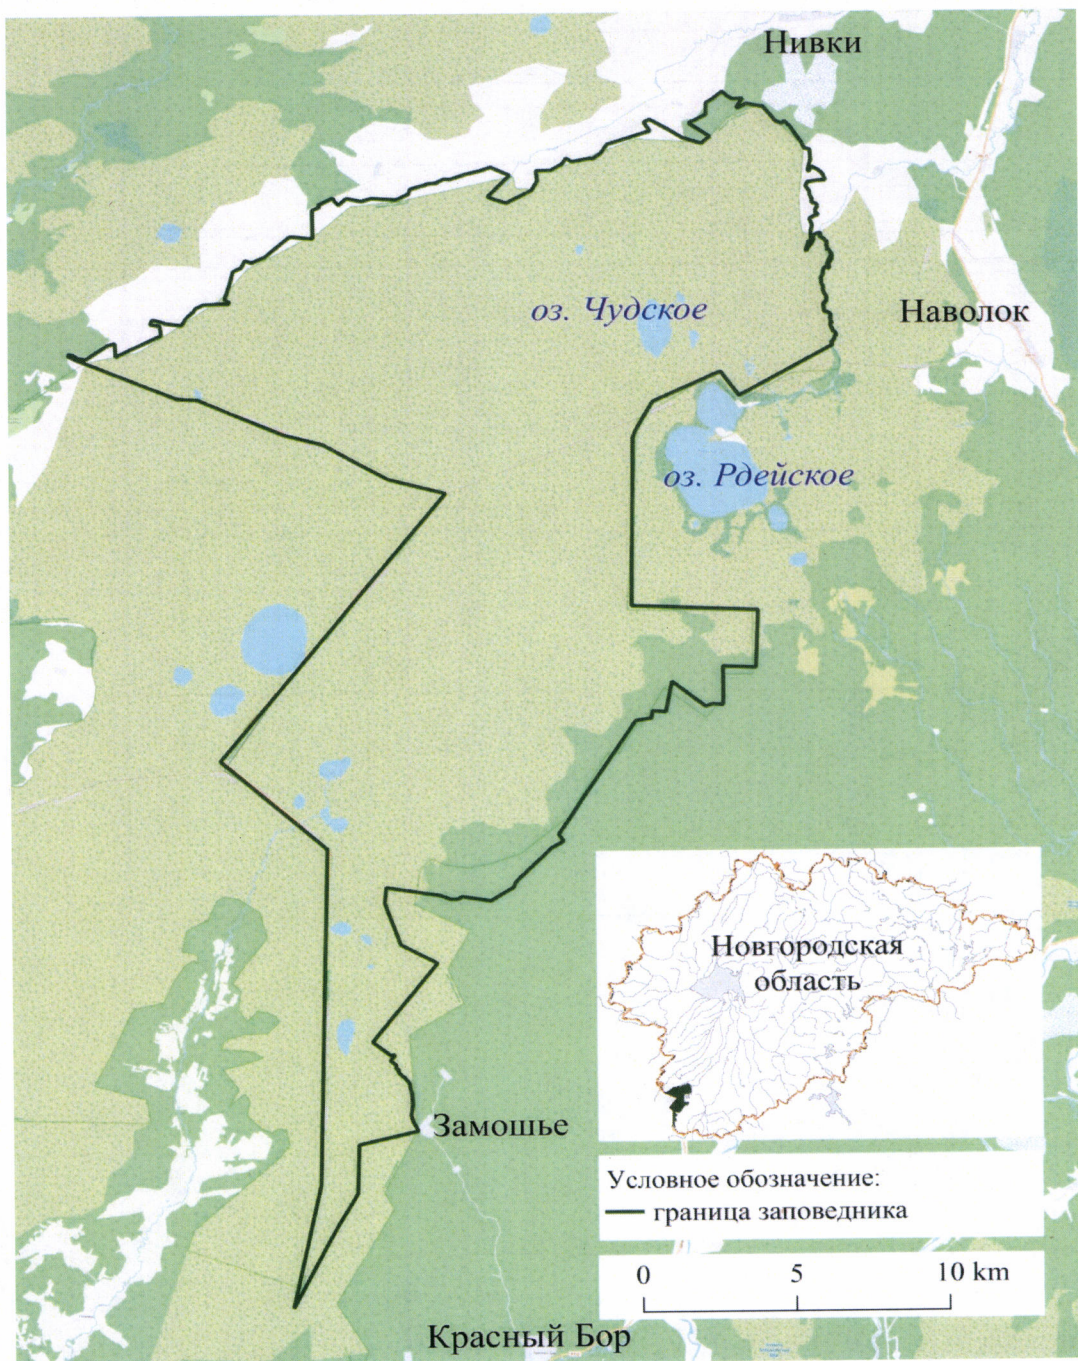 Нивки
оз. Чудское
Наволок
оз. Рдейское
Новгородская
область
Замошье
Условное обозначение:
граница заповедника
0 5 10 km
Красный Бор